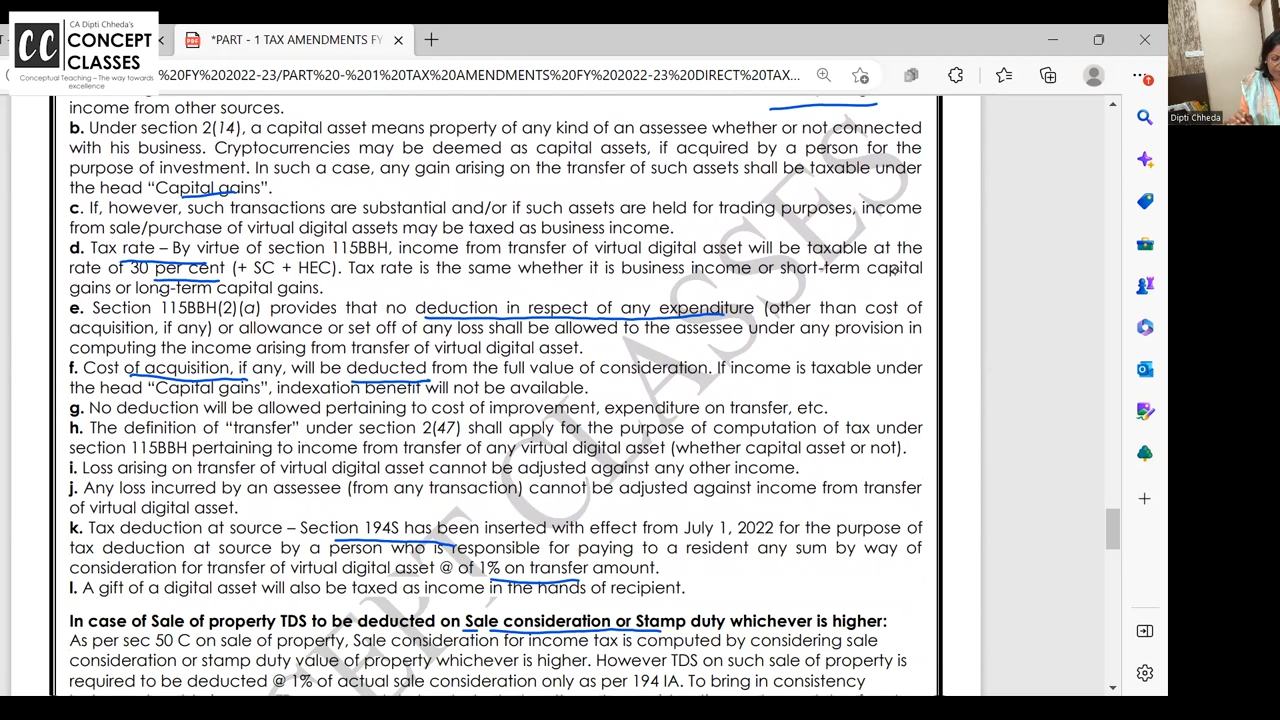 CA Dipti Chheda's
CONCEPT
CLASSES
Conceptual Teaching – The way towards
excellence
*PART - 1 TAX AMENDMENTS FY
%20FY%202022-23/PART%20-%201%20TAX%20AMENDMENTS%20FY%202022-23%20DIRECT%20TAX...
Dipti Chheda
income from other sources.
b. Under section 2(14), a capital asset means property of any kind of an assessee whether or not connected
with his business. Cryptocurrencies may be deemed as capital assets, if acquired by a person for the
purpose of investment. In such a case, any gain arising on the transfer of such assets shall be taxable under
the head “Capital gains”.
c. If, however, such transactions are substantial and/or if such assets are held for trading purposes, income
from sale/purchase of virtual digital assets may be taxed as business income.
d. Tax rate – By virtue of section 115BBH, income from transfer of virtual digital asset will be taxable at the
rate of 30 per cent (+ SC + HEC). Tax rate is the same whether it is business income or short-term capital
gains or long-term capital gains.
e. Section 115BBH(2)(a) provides that no deduction in respect of any expenditure (other than cost of
acquisition, if any) or allowance or set off of any loss shall be allowed to the assessee under any provision in
computing the income arising from transfer of virtual digital asset.
f. Cost of acquisition, if any, will be deducted from the full value of consideration. If income is taxable under
the head “Capital gains”, indexation benefit will not be available.
g. No deduction will be allowed pertaining to cost of improvement, expenditure on transfer, etc.
h. The definition of “transfer” under section 2(47) shall apply for the purpose of computation of tax under
section 115BBH pertaining to income from transfer of any virtual digital asset (whether capital asset or not).
i. Loss arising on transfer of virtual digital asset cannot be adjusted against any other income.
j. Any loss incurred by an assessee (from any transaction) cannot be adjusted against income from transfer
of virtual digital asset.
k. Tax deduction at source – Section 194S has been inserted with effect from July 1, 2022 for the purpose of
tax deduction at source by a person who is responsible for paying to a resident any sum by way of
consideration for transfer of virtual digital asset @ of 1% on transfer amount.
l. A gift of a digital asset will also be taxed as income in the hands of recipient.
In case of Sale of property TDS to be deducted on Sale consideration or Stamp duty whichever is higher:
As per sec 50 C on sale of property, Sale consideration for income tax is computed by considering sale
consideration or stamp duty value of property whichever is higher. However TDS on such sale of property is
required to be deducted @ 1% of actual sale consideration only as per 194 IA. To bring in consistency